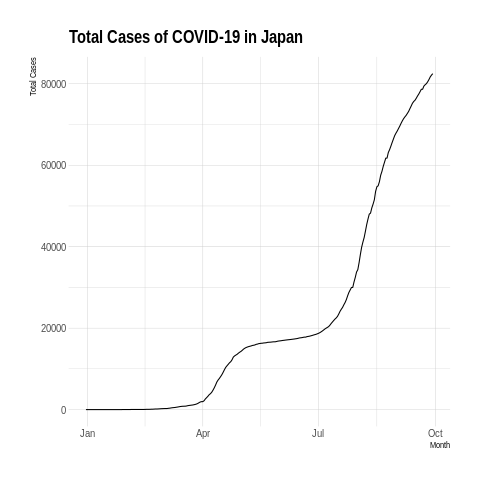 Total Cases of COVID-19 in Japan
Total Cases
80000
60000
40000
20000
0
Jan Apr Jul Oct
Month